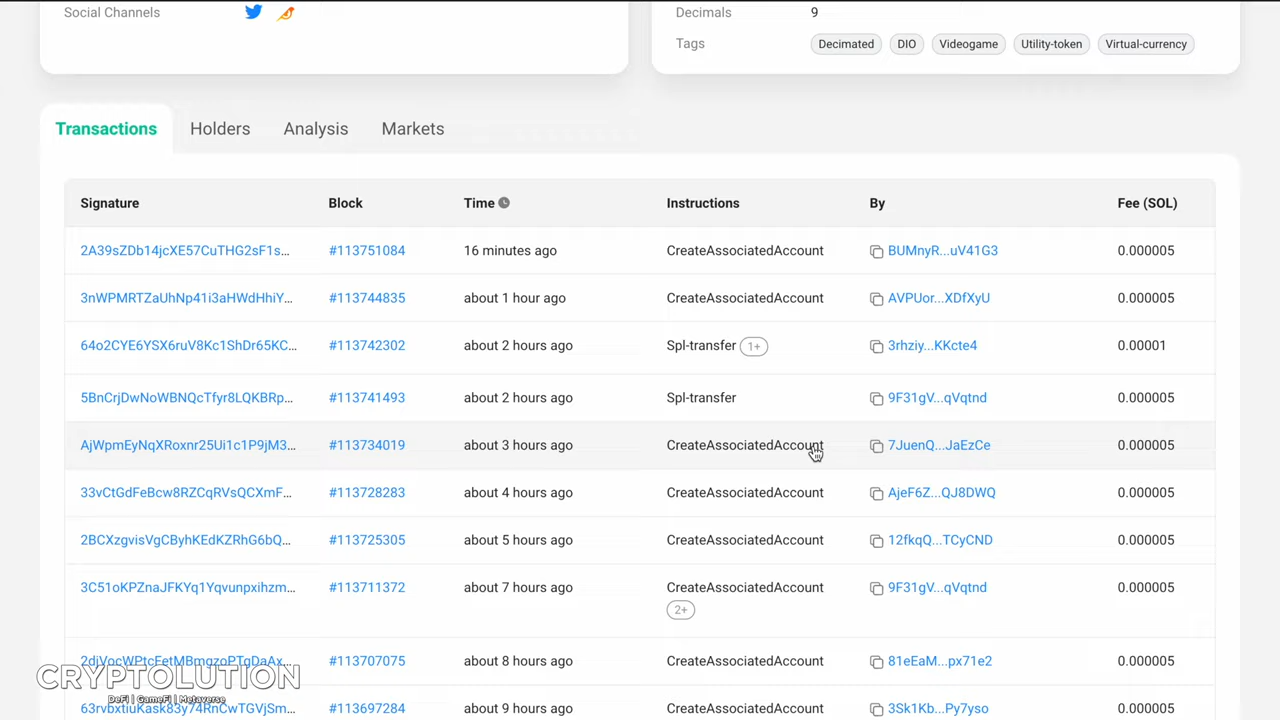 Social Channels
Decimals 9
Tags Decimated DIO Videogame Utility-token Virtual-currency
Transactions Holders Analysis Markets
Signature Block Time Instructions By Fee (SOL)
2A39sZDb14jcXE57CuTHG2sF1s... #113751084 16 minutes ago CreateAssociatedAccount BUMnyR...uV41G3 0.000005
3nWPMRTZaUhNp41i3aHWdHhiY... #113744835 about 1 hour ago CreateAssociatedAccount AVPUor...XDfXyU 0.000005
64o2CYE6YSX6ruV8Kc1ShDr65KC... #113742302 about 2 hours ago Spl-transfer 1+ 3rhziy...KKcte4 0.00001
5BnCrjDwNoWBNQcTfyr8LQKBRp... #113741493 about 2 hours ago Spl-transfer 9F31gV...qVqtnd 0.000005
AjWpmEyNqXRoxnr25Ui1c1P9jM3... #113734019 about 3 hours ago CreateAssociatedAccount 7JuenQ...JaEzCe 0.000005
33vCtGdFeBcw8RZCqRVsQCXmF... #113728283 about 4 hours ago CreateAssociatedAccount AjeF6Z...QJ8DWQ 0.000005
2BCXzgvisVgCByhKEdKZRhG6bQ... #113725305 about 5 hours ago CreateAssociatedAccount 12fkqQ...TCyCND 0.000005
3C51oKPZnaJFKYq1Yqvunpxihzm... #113711372 about 7 hours ago CreateAssociatedAccount 9F31gV...qVqtnd 0.000005
2+
#113707075 about 8 hours ago CreateAssociatedAccount 81eEaM...px71e2 0.000005
CRYPTOLUTION
DeFi | GameFi | Metaverse
#113697284 about 9 hours ago CreateAssociatedAccount 3Sk1Kb...Py7yso 0.000005